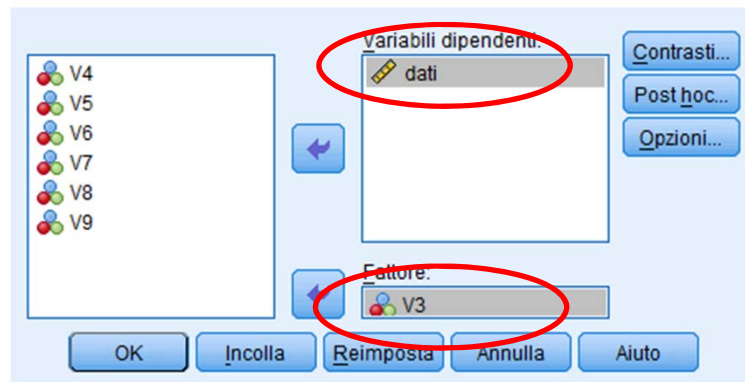 V4
V5
V6
V7
V8
V9
Variabili dipendenti:
dati
Fattore:
V3
Contrasti...
Post hoc...
Opzioni...
OK
Incolla
Reimposta
Annulla
Aiuto